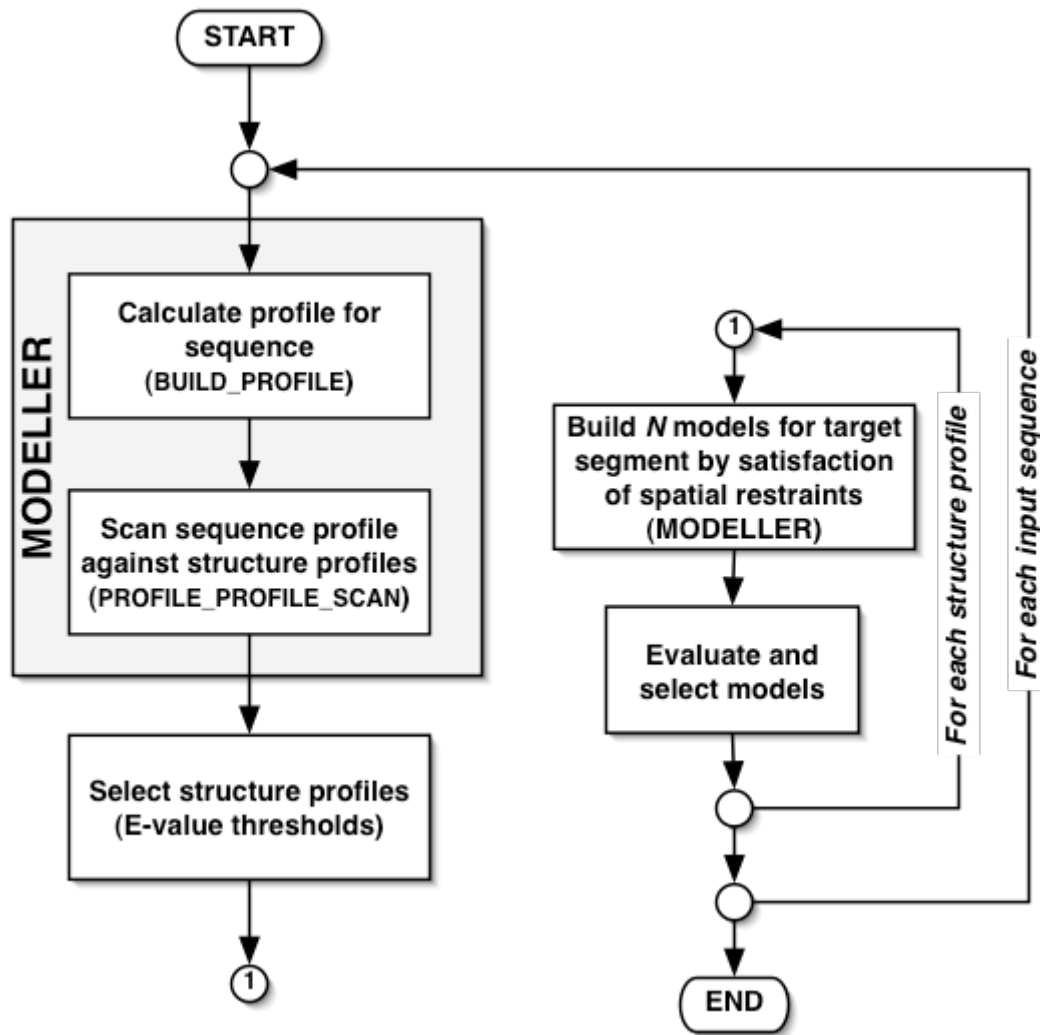 START
MODELLER
Calculate profile for
sequence
(BUILD_PROFILE)
Scan sequence profile
against structure profiles
(PROFILE_PROFILE_SCAN)
Select structure profiles
(E-value thresholds)
1
1
Build N models for target
segment by satisfaction
of spatial restraints
(MODELLER)
Evaluate and
select models
For each structure profile
For each input sequence
END